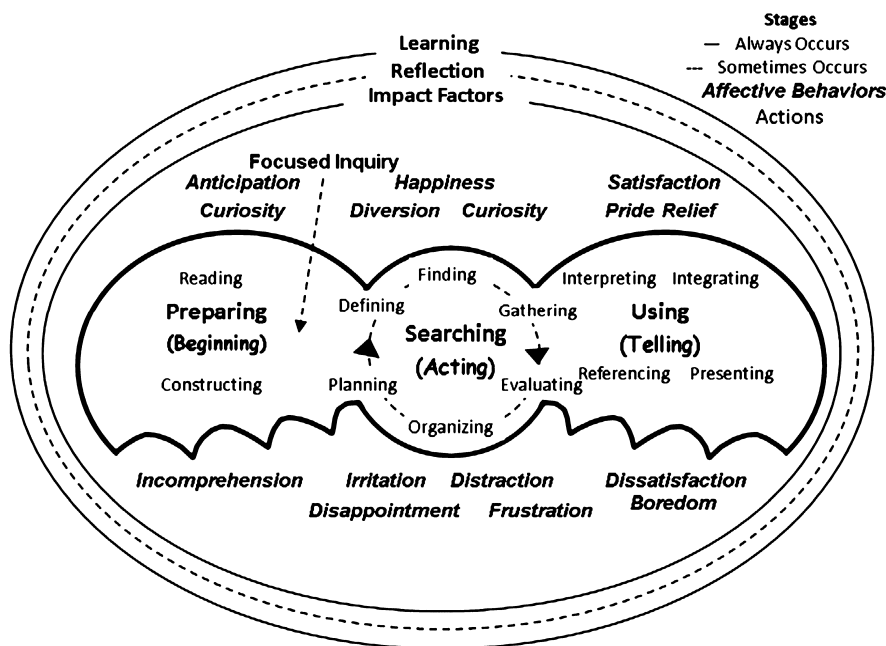 Learning
Reflection
Impact Factors
Stages
— Always Occurs
--- Sometimes Occurs
Affective Behaviors
Actions
Focused Inquiry
Anticipation
Curiosity
Happiness
Diversion Curiosity
Satisfaction
Pride Relief
Reading
Preparing
(Beginning)
Constructing
Finding
Defining
Gathering
Searching
(Acting)
Planning
Evaluating
Organizing
Interpreting Integrating
Using
(Telling)
Referencing Presenting
Incomprehension
Irritation Distraction
Disappointment Frustration
Dissatisfaction
Boredom